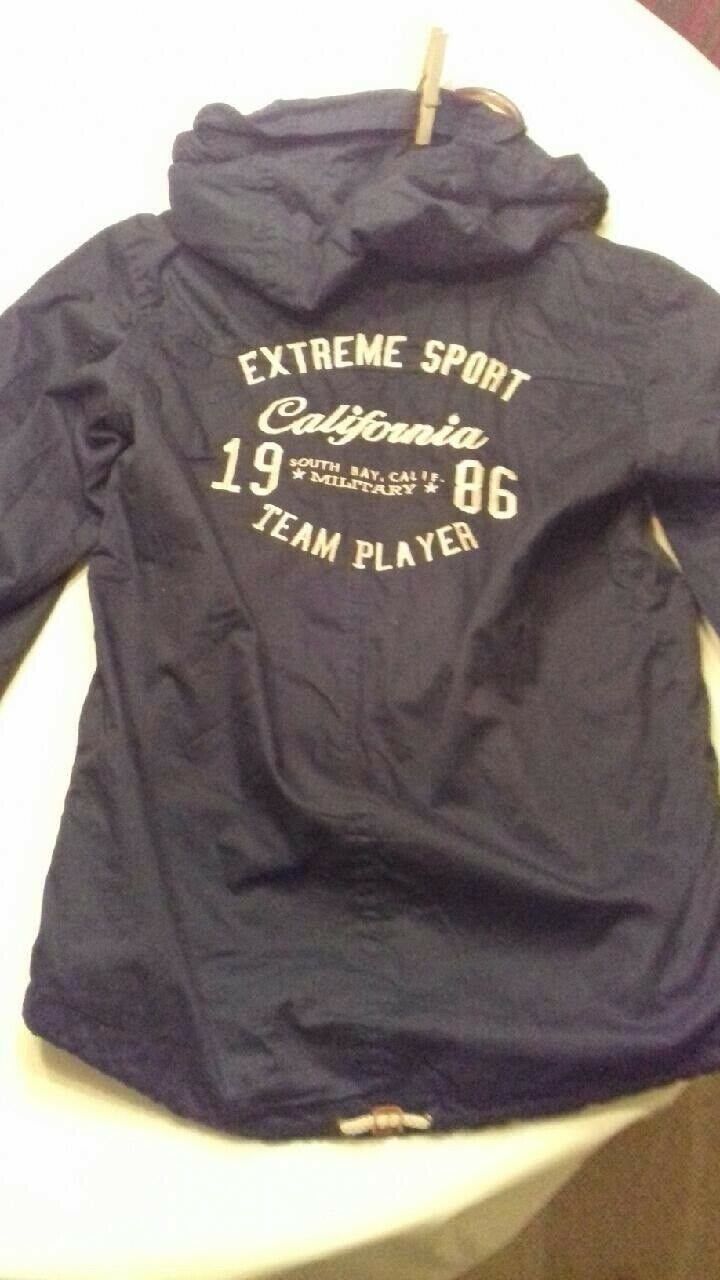 EXTREME SPORT
California
19 SOUTH BAY, CALIF. 86
★ MILITARY ★
TEAM PLAYER